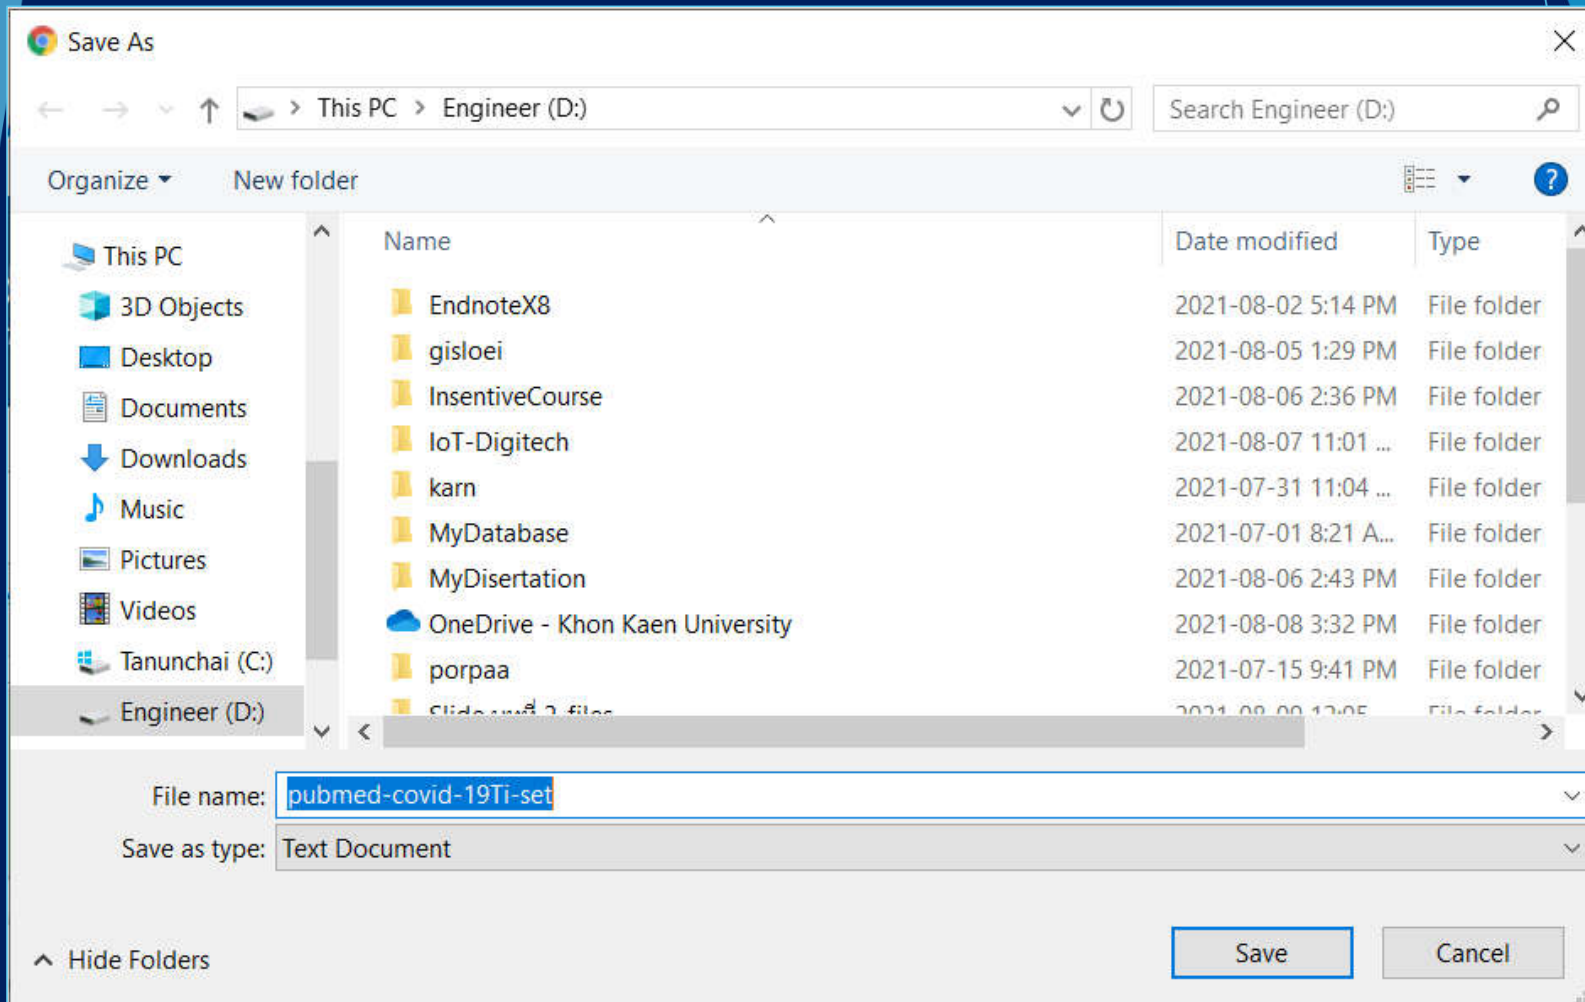 Save As
This PC > Engineer (D:)
Search Engineer (D:)
Organize
New folder
?
This PC
3D Objects
Desktop
Documents
Downloads
Music
Pictures
Videos
Tanunchai (C:)
Engineer (D:)
Name Date modified Type
EndnoteX8 2021-08-02 5:14 PM File folder
gisloei 2021-08-05 1:29 PM File folder
InsentiveCourse 2021-08-06 2:36 PM File folder
IoT-Digitech 2021-08-07 11:01 ... File folder
karn 2021-07-31 11:04 ... File folder
MyDatabase 2021-07-01 8:21 A... File folder
MyDisertation 2021-08-06 2:43 PM File folder
OneDrive - Khon Kaen University 2021-08-08 3:32 PM File folder
porpaa 2021-07-15 9:41 PM File folder
File name: pubmed-covid-19Ti-set
Save as type: Text Document
Hide Folders
Save
Cancel